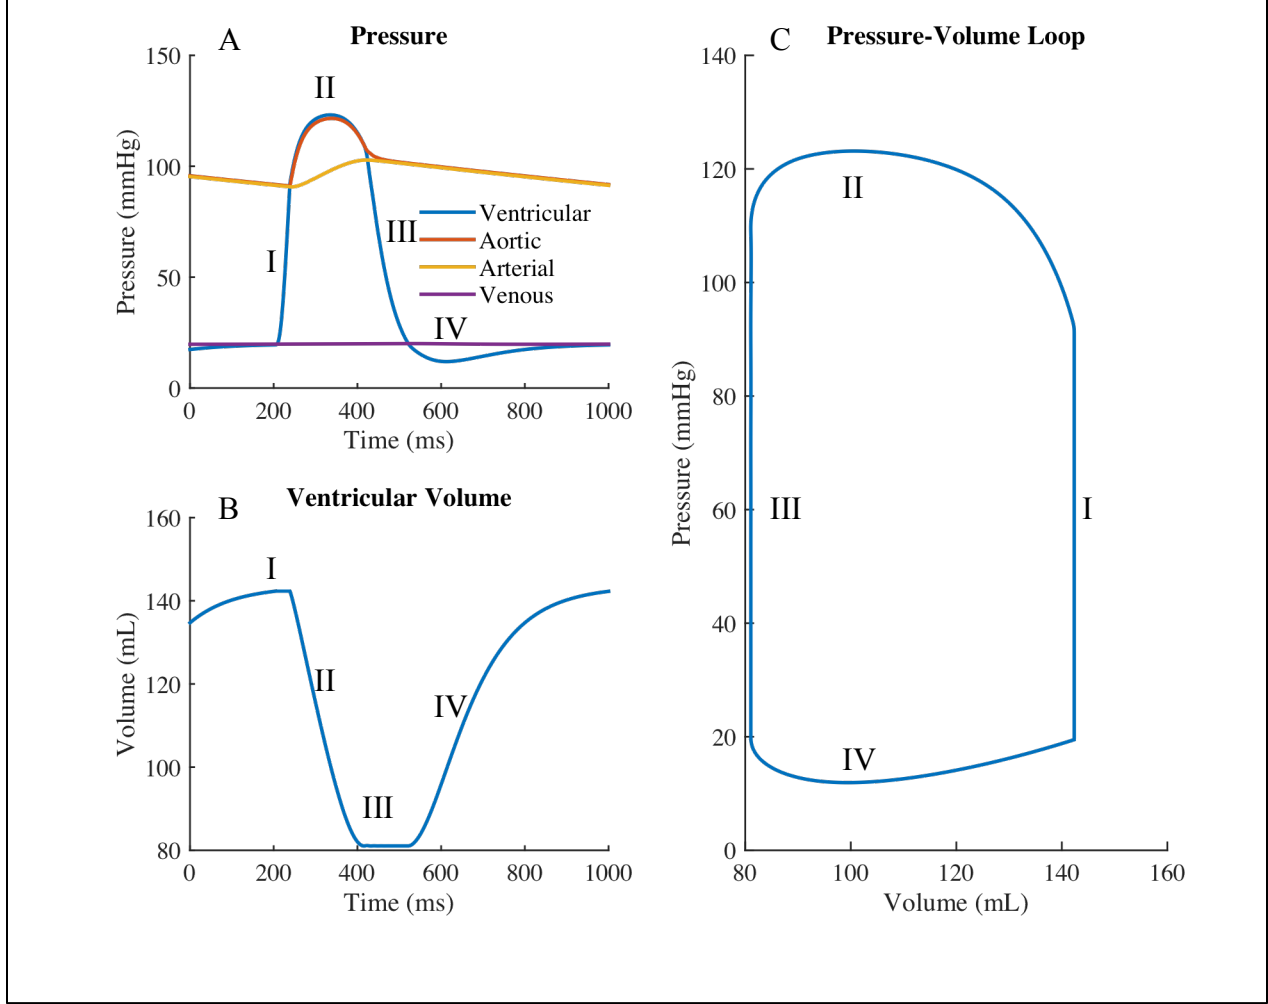 A Pressure
150
100
50
0
Pressure (mmHg)
I
II
III
IV
Ventricular
Aortic
Arterial
Venous
0 200 400 600 800 1000
Time (ms)
B Ventricular Volume
160
140
120
100
80
Volume (mL)
I
II
III
IV
0 200 400 600 800 1000
Time (ms)
C Pressure-Volume Loop
140
120
100
80
60
40
20
0
Pressure (mmHg)
II
III
I
IV
80 100 120 140 160
Volume (mL)